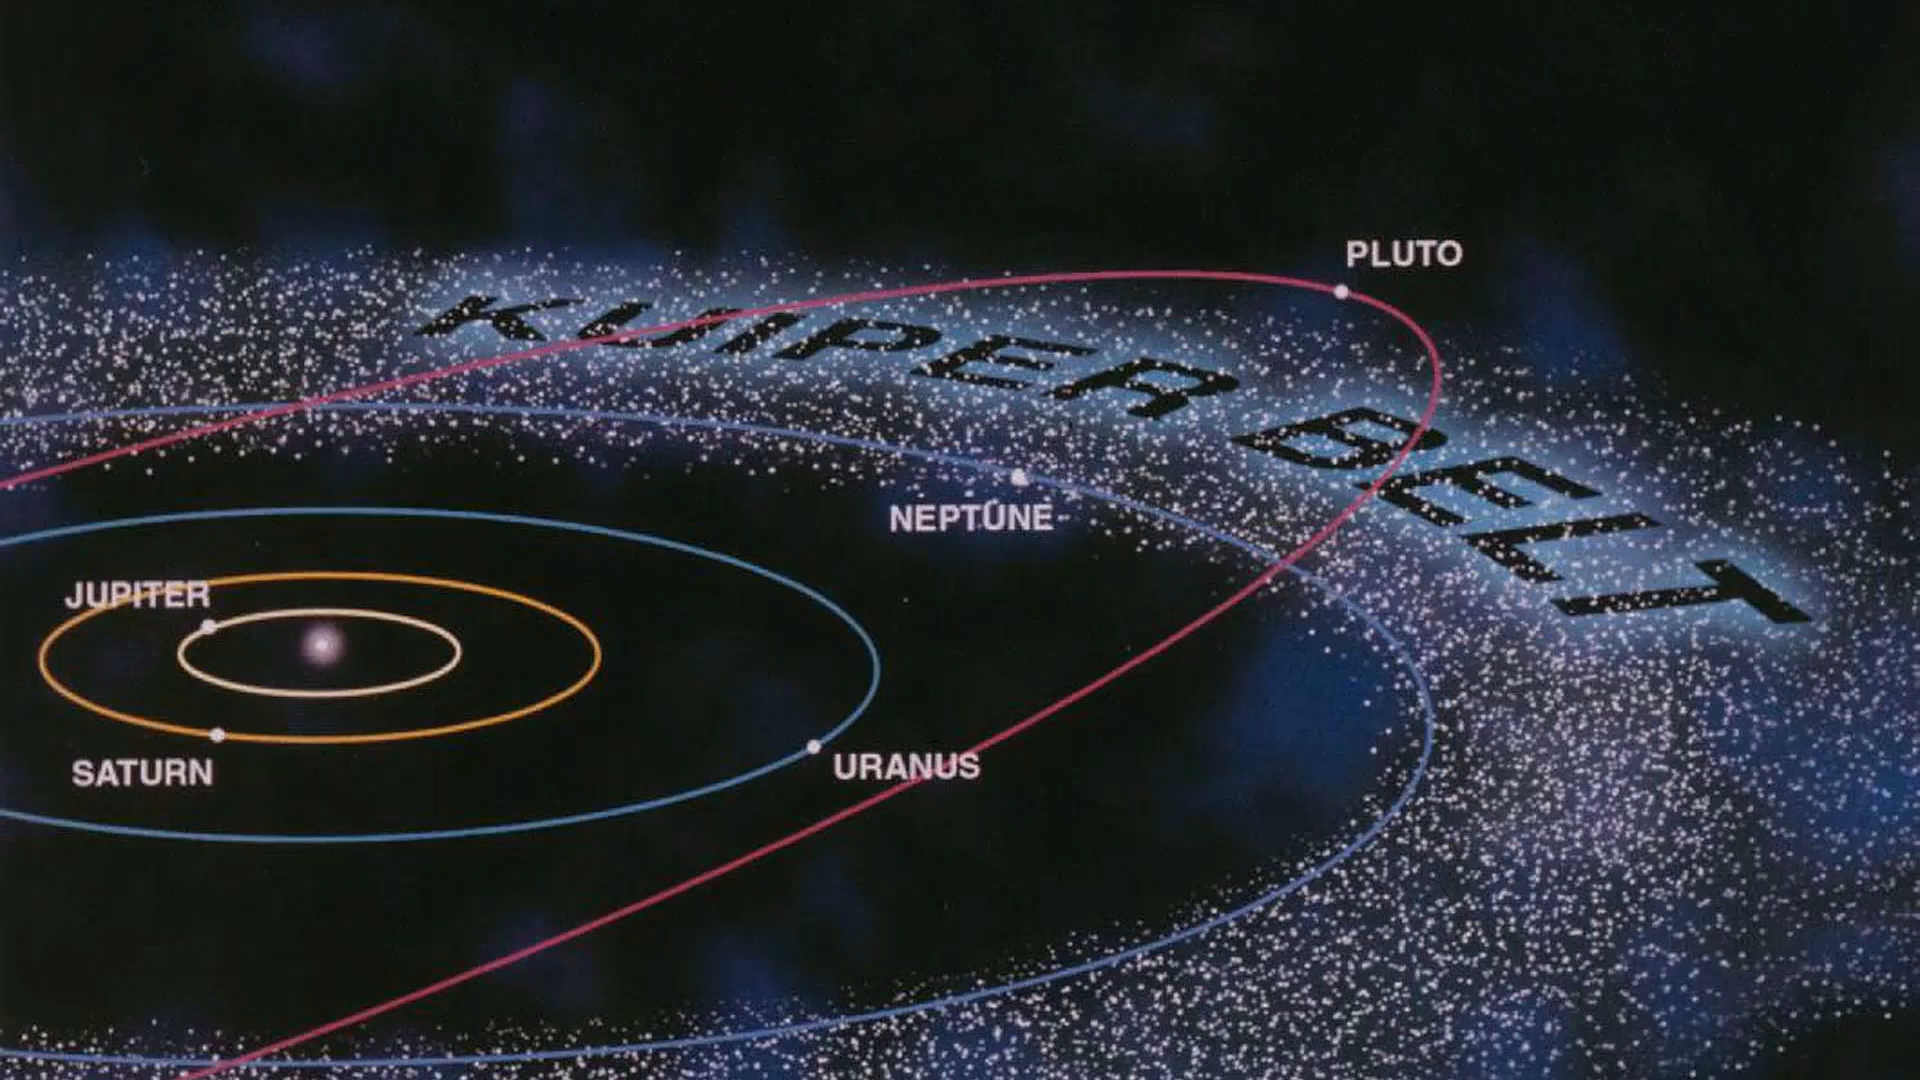 PLUTO
KUIPER BELT
NEPTUNE
JUPITER
SATURN
URANUS